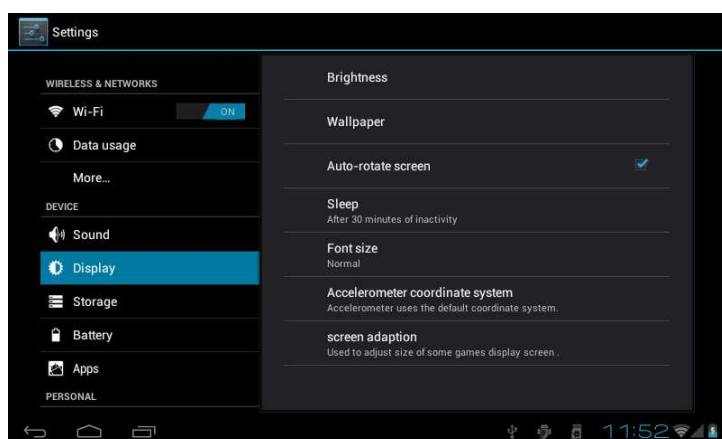 Settings
WIRELESS & NETWORKS
Wi-Fi ON
Data usage
More...
DEVICE
Sound
Display
Storage
Battery
Apps
PERSONAL
Brightness
Wallpaper
Auto-rotate screen
Sleep
After 30 minutes of inactivity
Font size
Normal
Accelerometer coordinate system
Accelerometer uses the default coordinate system.
screen adaption
Used to adjust size of some games display screen .
11:52